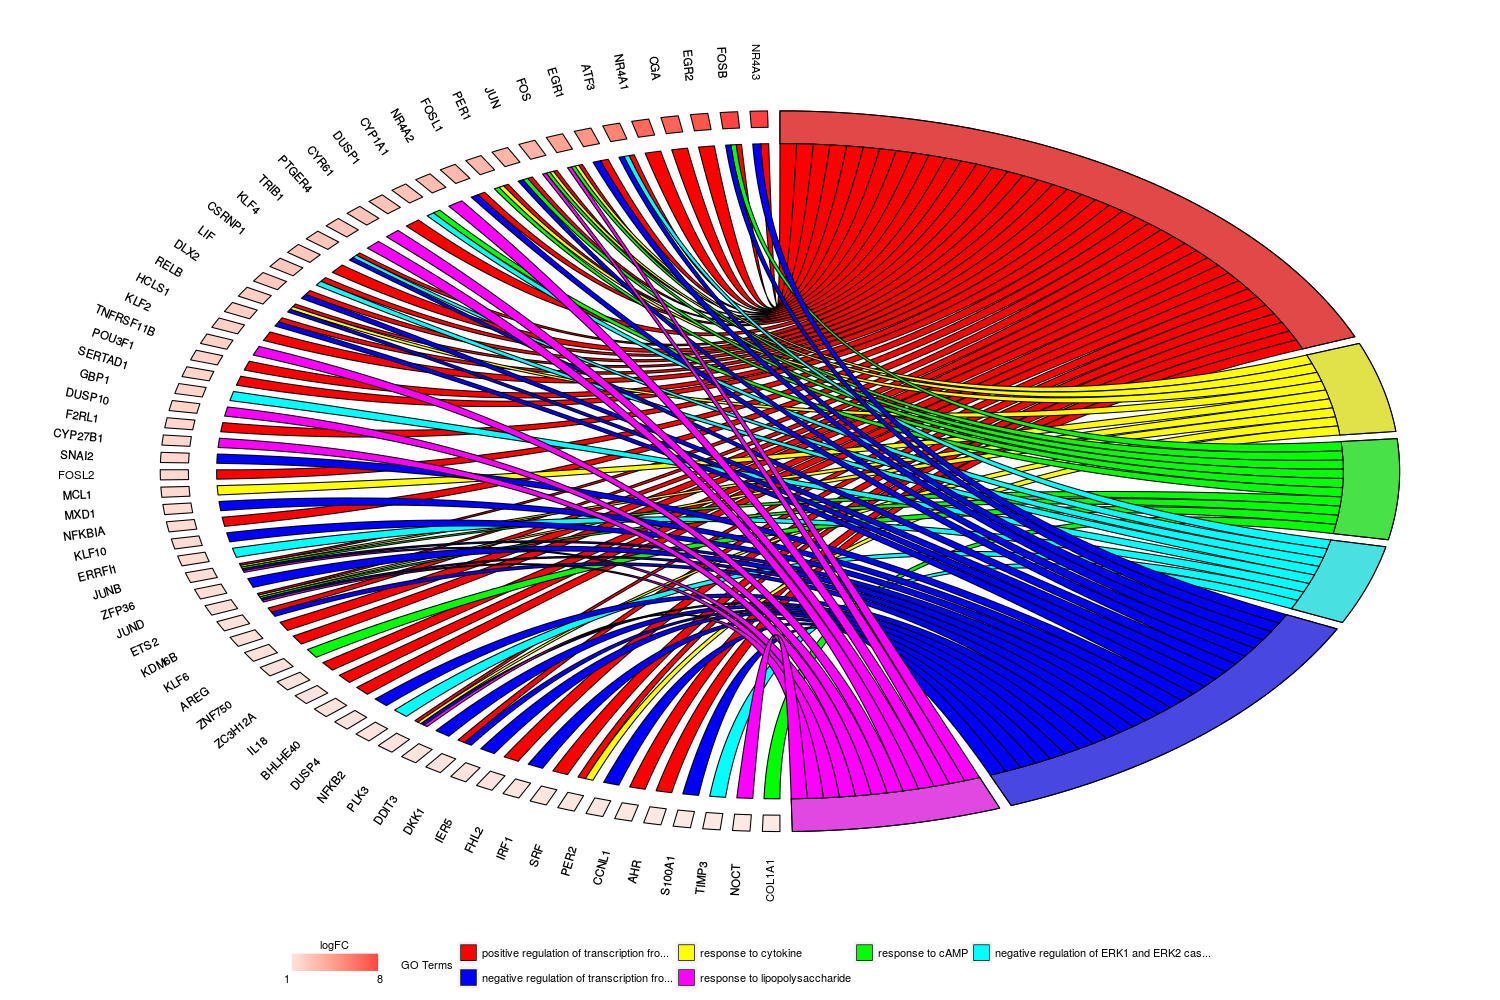 NR4A3
FOSB
EGR2
OGA
NR4A1
ATF3
EGR1
FOS
JUN
PER1
FOSL1
NR4A2
CYP1A1
DUSP1
CYR61
PTGER4
TRIB1
KLF4
CSRNP1
LIF
DLX2
RELB
HCLS1
KLF2
TNFRSF11B
POU3F1
SERTAD1
GBP1
DUSP10
F2RL1
CYP27B1
SNAI2
FOSL2
MCL1
MXD1
NFKBIA
KLF10
ERRFI1
JUNB
ZFP36
JUND
ETS2
KDM6B
KLF6
AREG
ZNF750
ZC3H12A
IL18
BHLHE40
DUSP4
NFKB2
PLK3
DDIT3
DKK1
IER5
FHL2
IRF1
SRF
PER2
CCNL1
AHR
S100A1
TIMP3
NOCT
COL1A1
logFC
1 8
GO Terms
positive regulation of transcription fro...
response to cytokine
response to cAMP
negative regulation of ERK1 and ERK2 cas...
negative regulation of transcription fro...
response to lipopolysaccharide